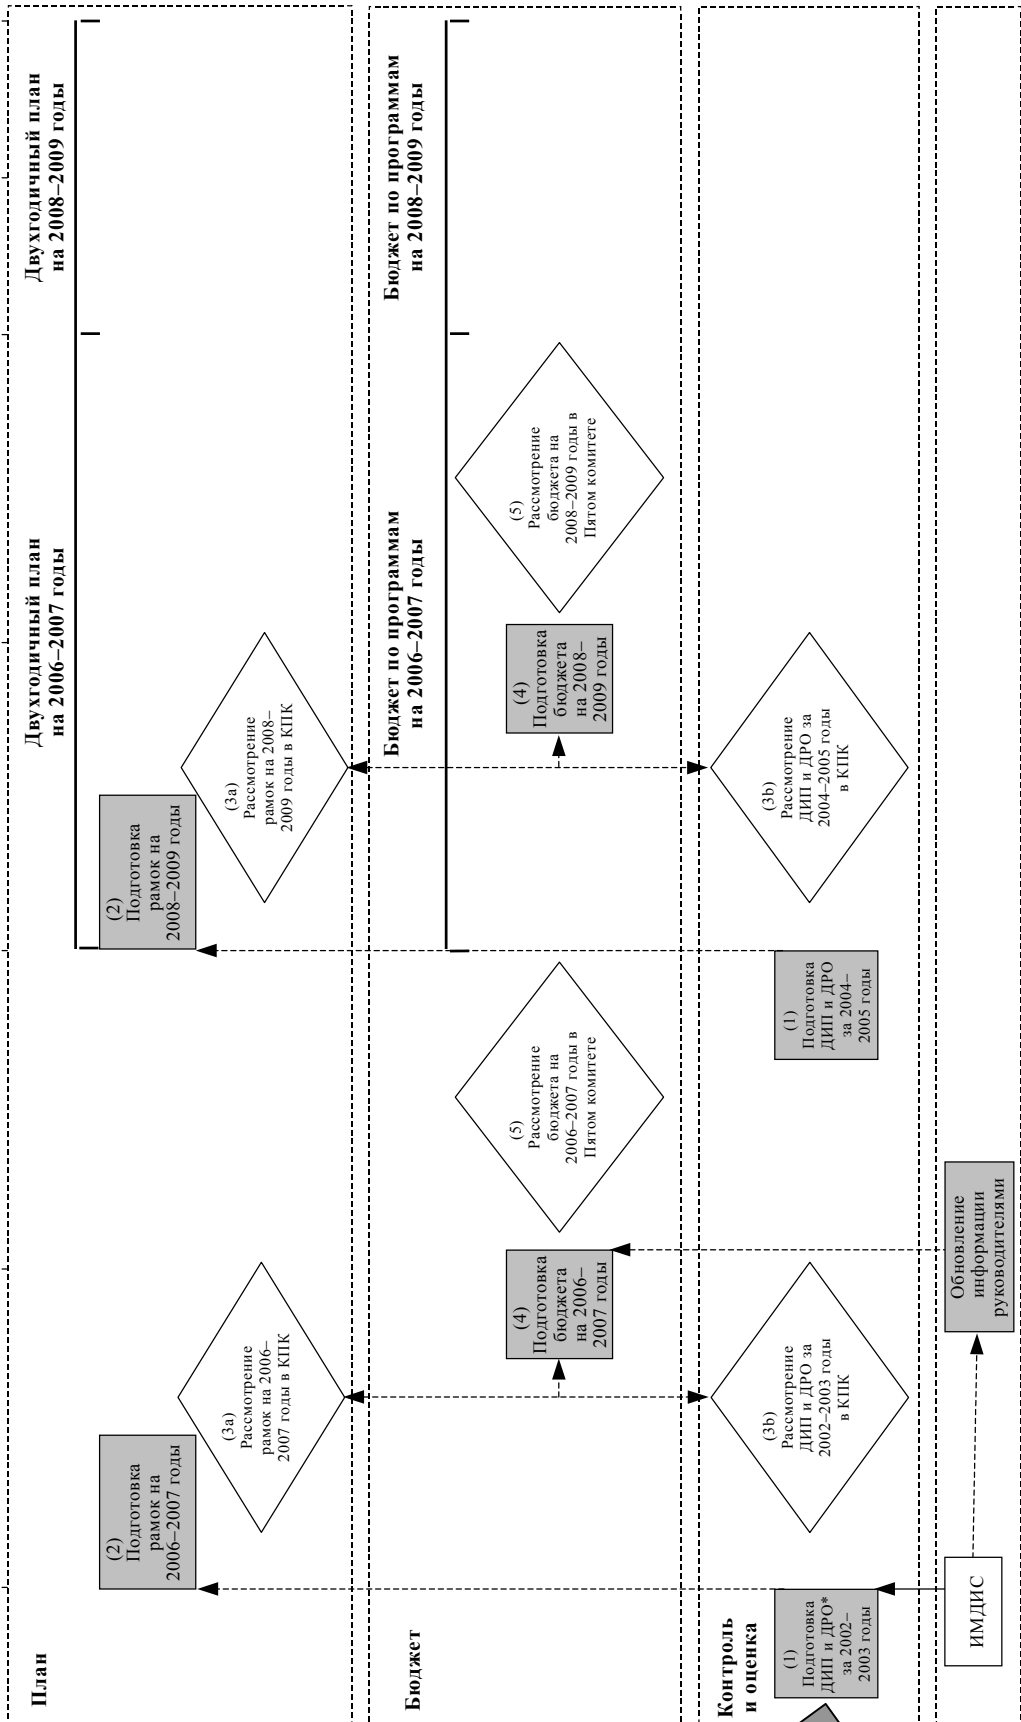 План
Двухгодичный план
на 2006–2007 годы
Двухгодичный план
на 2008–2009 годы
(2)
Подготовка
рамок на
2006–2007 годы
(3a)
Рассмотрение
рамок на 2006–
2007 годы в КПК
(2)
Подготовка
рамок на
2008–2009 годы
(3a)
Рассмотрение
рамок на 2008–
2009 годы в КПК
Бюджет
Бюджет по программам
на 2006–2007 годы
Бюджет по программам
на 2008–2009 годы
(4)
Подготовка
бюджета
на 2006–
2007 годы
(5)
Рассмотрение
бюджета на
2006–2007 годы в
Пятом комитете
(4)
Подготовка
бюджета
на 2008–
2009 годы
(5)
Рассмотрение
бюджета на
2008–2009 годы в
Пятом комитете
Контроль
и оценка
(1)
Подготовка
ДИП и ДРО*
за 2002–
2003 годы
(3b)
Рассмотрение
ДИП и ДРО за
2002–2003 годы
в КПК
(1)
Подготовка
ДИП и ДРО
за 2004–
2005 годы
(3b)
Рассмотрение
ДИП и ДРО за
2004–2005 годы
в КПК
ИМДИС
Обновление
информации
руководителями